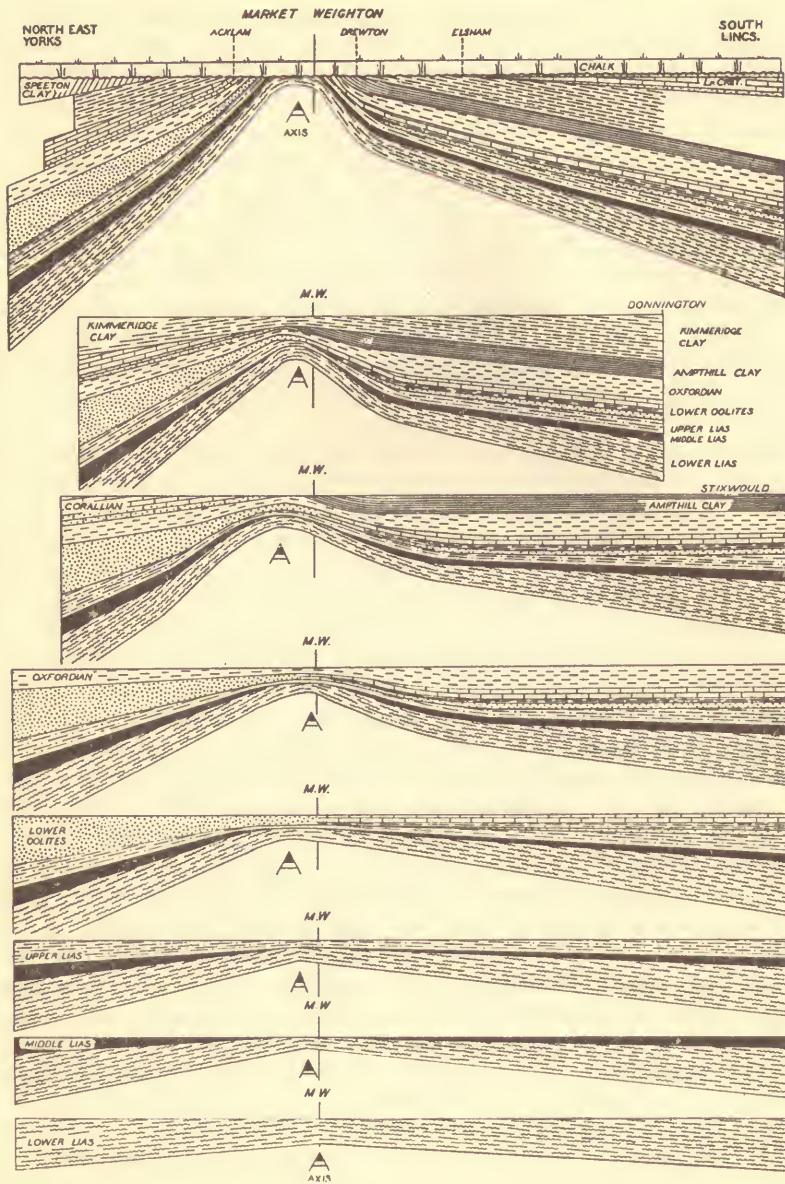 MARKET WEIGHTON
NORTH EAST
YORKS
ACKLAM
DREWTON
ELSHAM
SOUTH
LINCS.
CHALK
SPEETON
CLAY
L. CRET.
AXIS
M.W.
DONNINGTON
KIMMERIDGE
CLAY
KIMMERIDGE
CLAY
AMPTHILL CLAY
OXFORDIAN
LOWER OOLITES
UPPER LIAS
MIDDLE LIAS
LOWER LIAS
M.W.
STIXWOULD
CORALLIAN
AMPTHILL CLAY
M.W.
OXFORDIAN
M.W.
LOWER
OOLITES
M.W
UPPER LIAS
M.W
MIDDLE LIAS
M.W
LOWER LIAS
AXIS